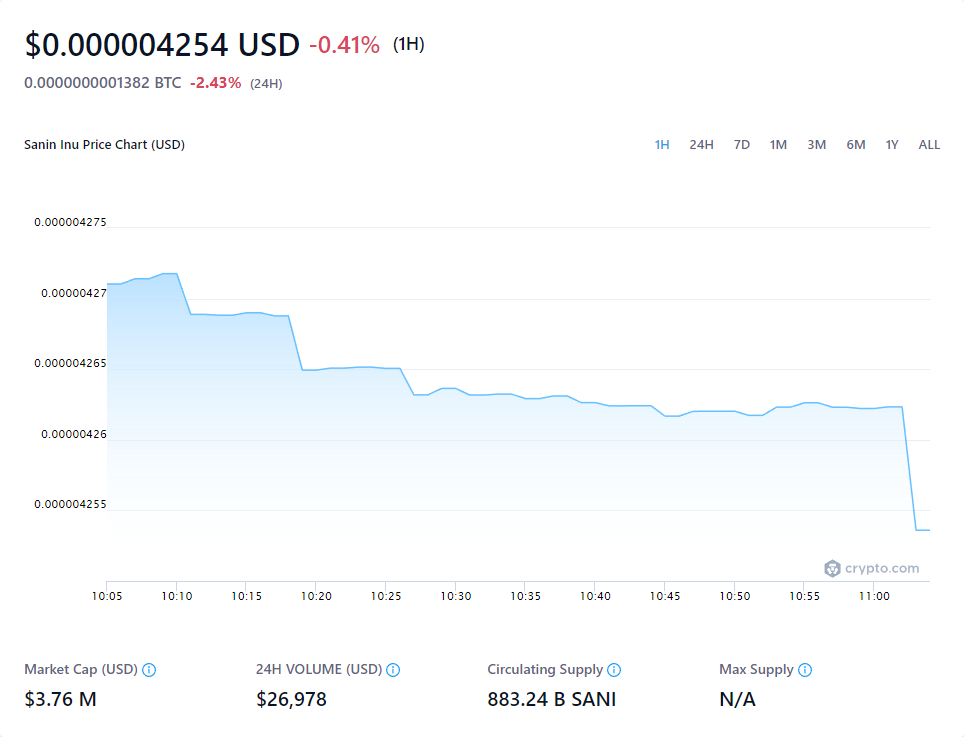 $0.000004254 USD -0.41% (1H)
0.0000000001382 BTC -2.43% (24H)
Sanin Inu Price Chart (USD) 1H 24H 7D 1M 3M 6M 1Y ALL
0.000004275
0.00000427
0.000004265
0.00000426
0.000004255
crypto.com
10:05 10:10 10:15 10:20 10:25 10:30 10:35 10:40 10:45 10:50 10:55 11:00
Market Cap (USD) 24H VOLUME (USD) Circulating Supply Max Supply
$3.76 M $26,978 883.24 B SANI N/A